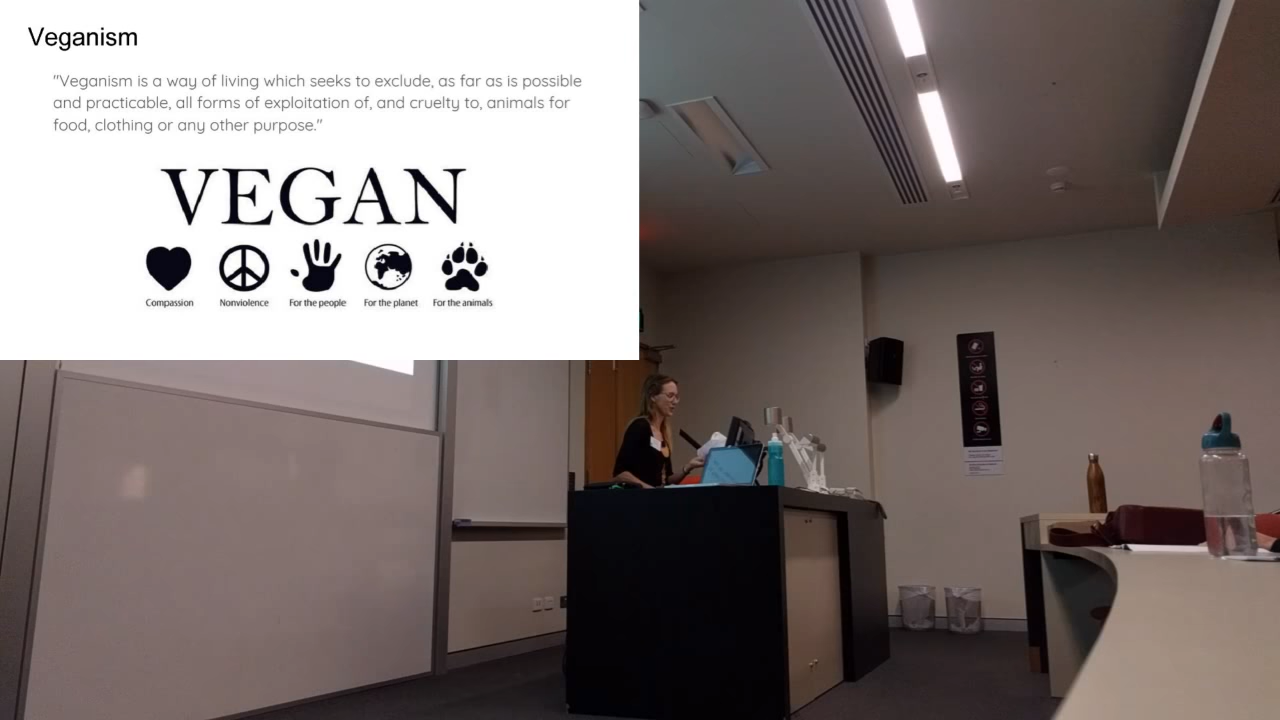 Veganism
"Veganism is a way of living which seeks to exclude, as far as is possible
and practicable, all forms of exploitation of, and cruelty to, animals for
food, clothing or any other purpose."
VEGAN
Compassion Nonviolence For the people For the planet For the animals